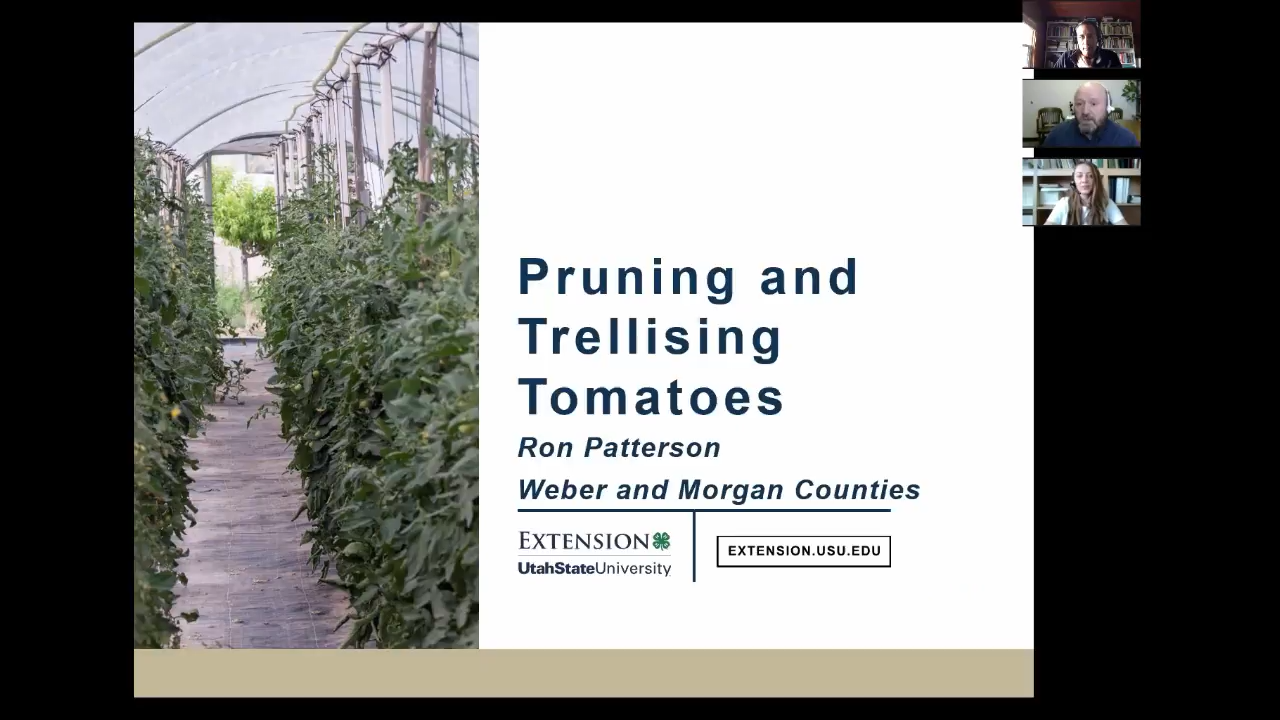 Pruning and
Trellising
Tomatoes
Ron Patterson
Weber and Morgan Counties
EXTENSION
UtahStateUniversity
EXTENSION.USU.EDU